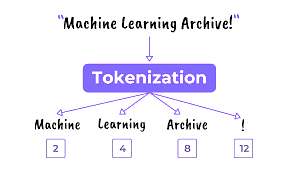 "Machine Learning Archive!"
Tokenization
Machine Learning Archive !
2 4 8 12